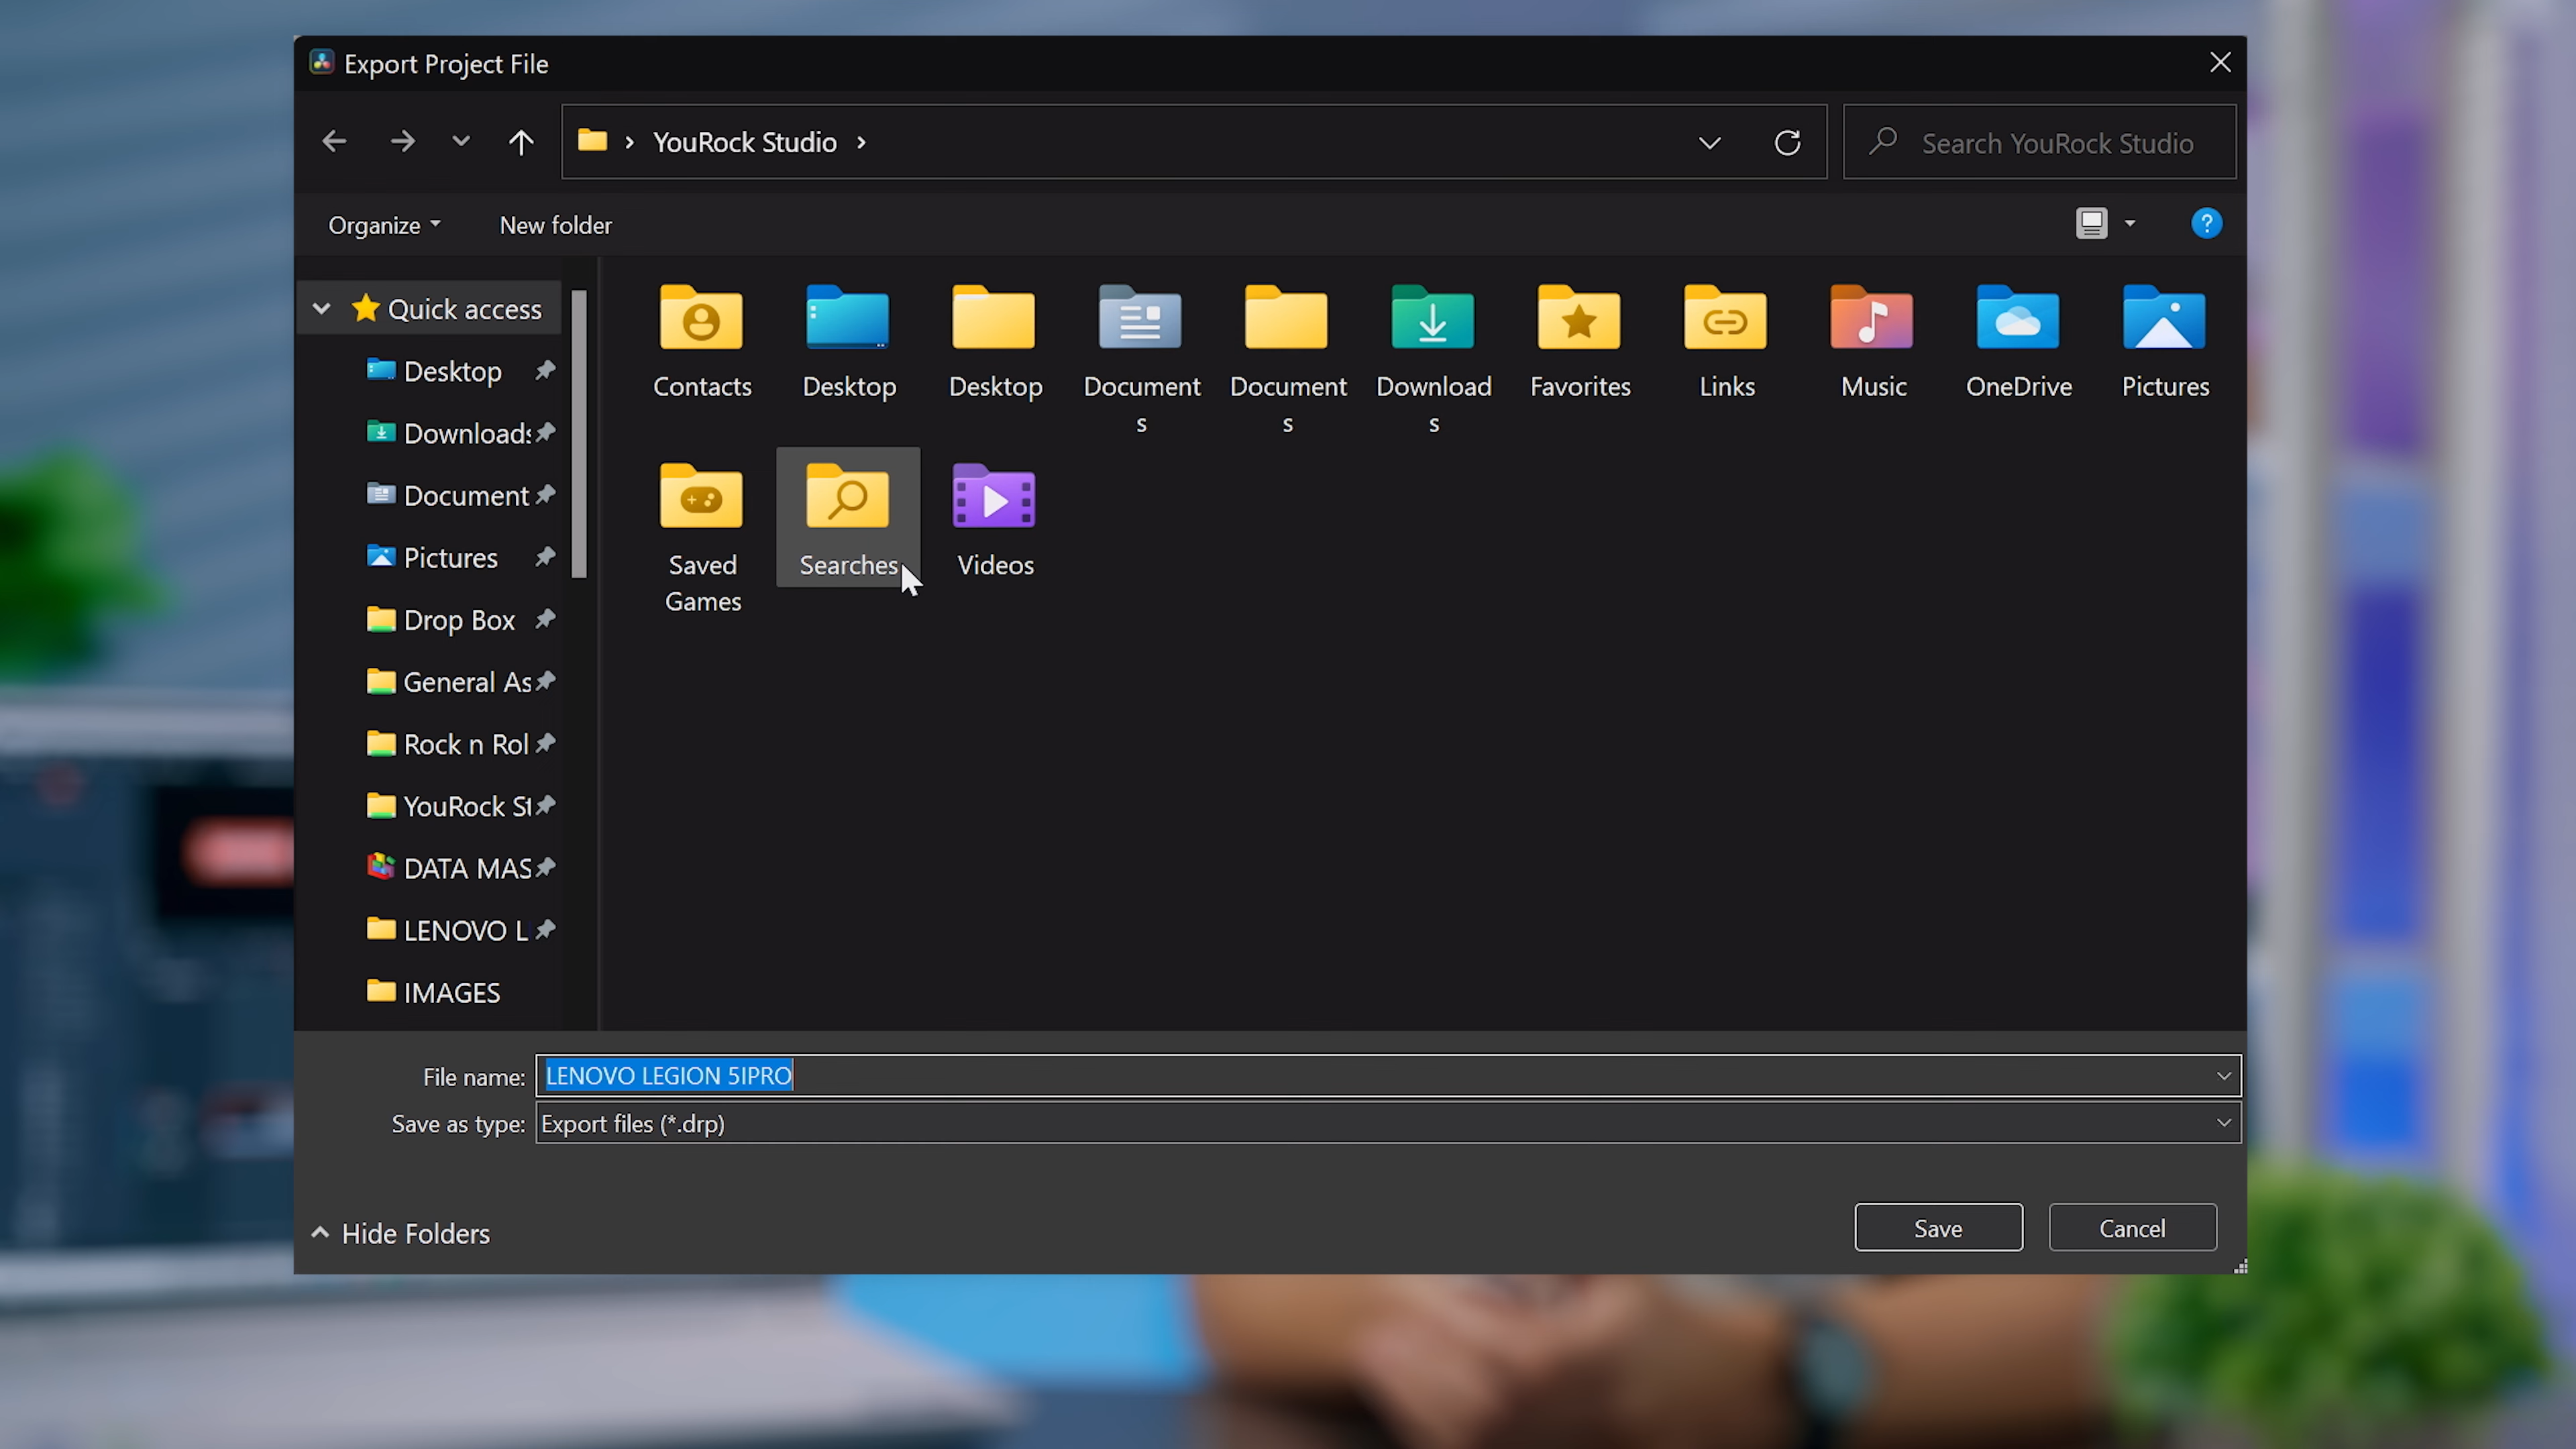 Export Project File
YouRock Studio
Search YouRock Studio
Organize
New folder
Quick access
Desktop
Downloads
Document
Pictures
Drop Box
General As
Rock n Rol
YouRock St
DATA MAS
LENOVO L
IMAGES
Contacts
Desktop
Desktop
Document
s
Document
s
Download
s
Favorites
Links
Music
OneDrive
Pictures
Saved
Games
Searches
Videos
File name: LENOVO LEGION 5IPRO
Save as type: Export files (*.drp)
Hide Folders
Save
Cancel